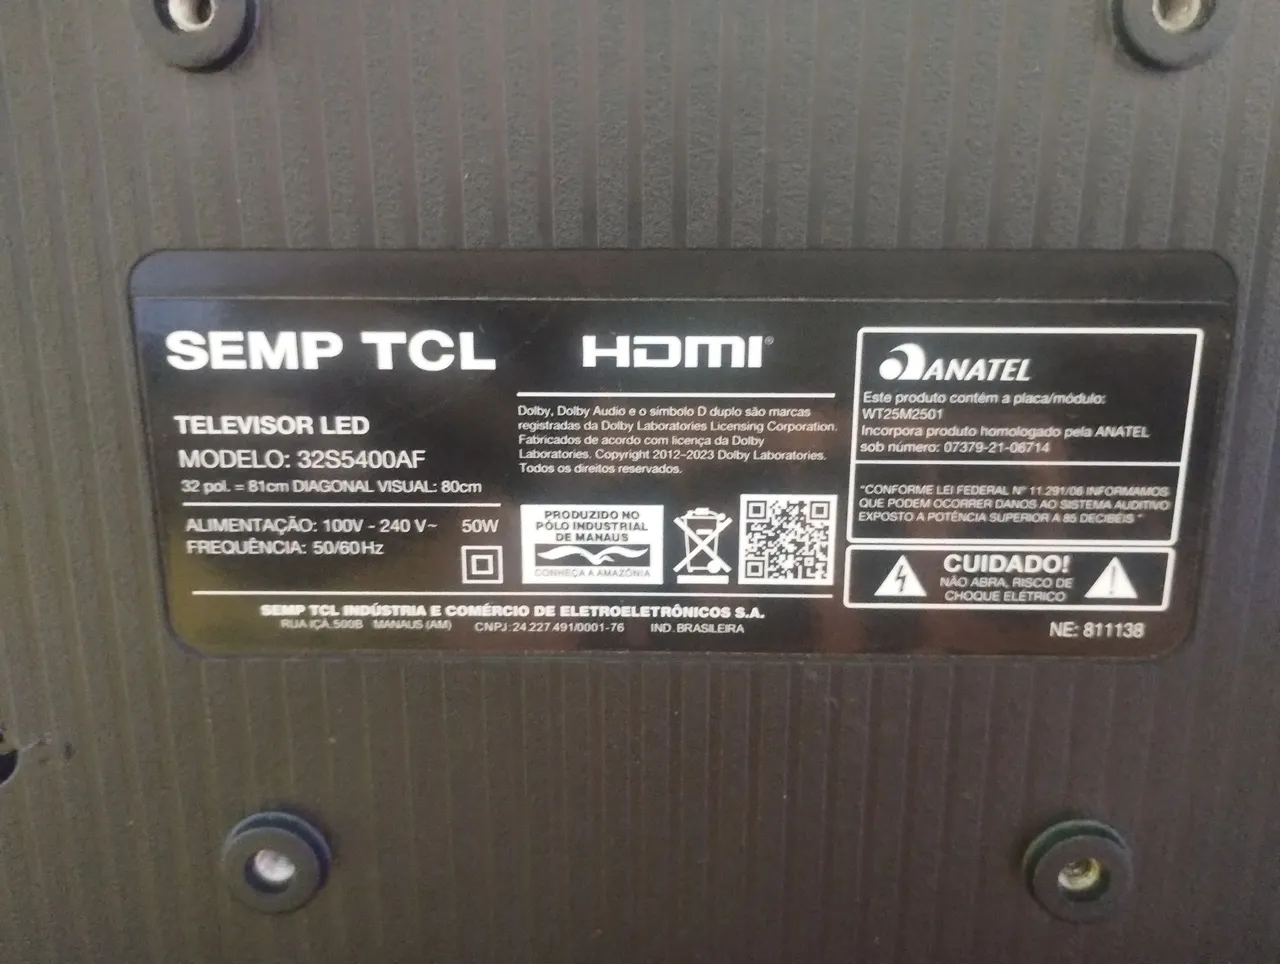 SEMP TCL
TELEVISOR LED
MODELO: 32S5400AF
32 pol. = 81cm DIAGONAL VISUAL: 80cm
ALIMENTAÇÃO: 100V - 240 V~ 50W
FREQUÊNCIA: 50/60Hz
HDMI®
Dolby, Dolby Audio e o símbolo D duplo são marcas
registradas da Dolby Laboratories Licensing Corporation.
Fabricados de acordo com licença da Dolby
Laboratories. Copyright 2012-2023 Dolby Laboratories.
Todos os direitos reservados.
PRODUZIDO NO
PÓLO INDUSTRIAL
DE MANAUS
CONHEÇA A AMAZÔNIA
SEMP TCL INDÚSTRIA E COMÉRCIO DE ELETROELETRÔNICOS S.A.
RUA IÇÁ, 500B MANAUS (AM) CNPJ: 24.227.491/0001-76 IND. BRASILEIRA
ANATEL
Este produto contém a placa/módulo:
WT25M2501
Incorpora produto homologado pela ANATEL
sob número: 07379-21-06714
"CONFORME LEI FEDERAL N° 11.291/06 INFORMAMOS
QUE PODEM OCORRER DANOS AO SISTEMA AUDITIVO
EXPOSTO A POTÊNCIA SUPERIOR A 85 DECIBÉIS"
CUIDADO!
NÃO ABRA, RISCO DE
CHOQUE ELÉTRICO
NE: 811138